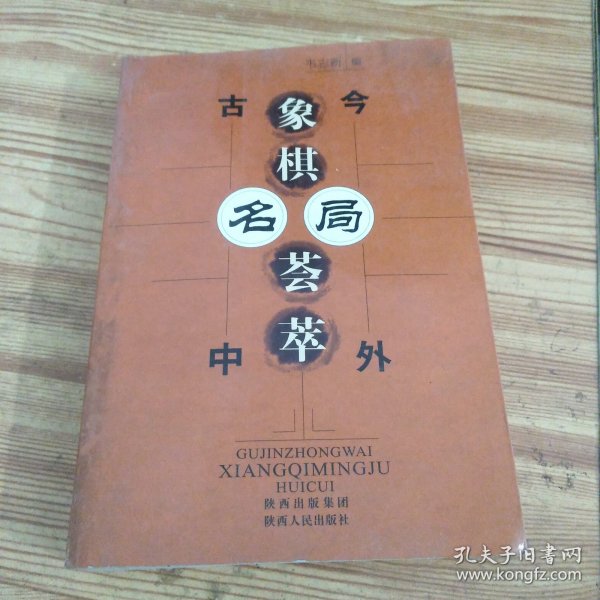 编
古今
象棋
名局
荟萃
中外
GUJINZHONGWAI
XIANGQIMINGJU
HUICUI
陕西出版集团
陕西人民出版社
孔夫子旧书网
www.kongfz.com